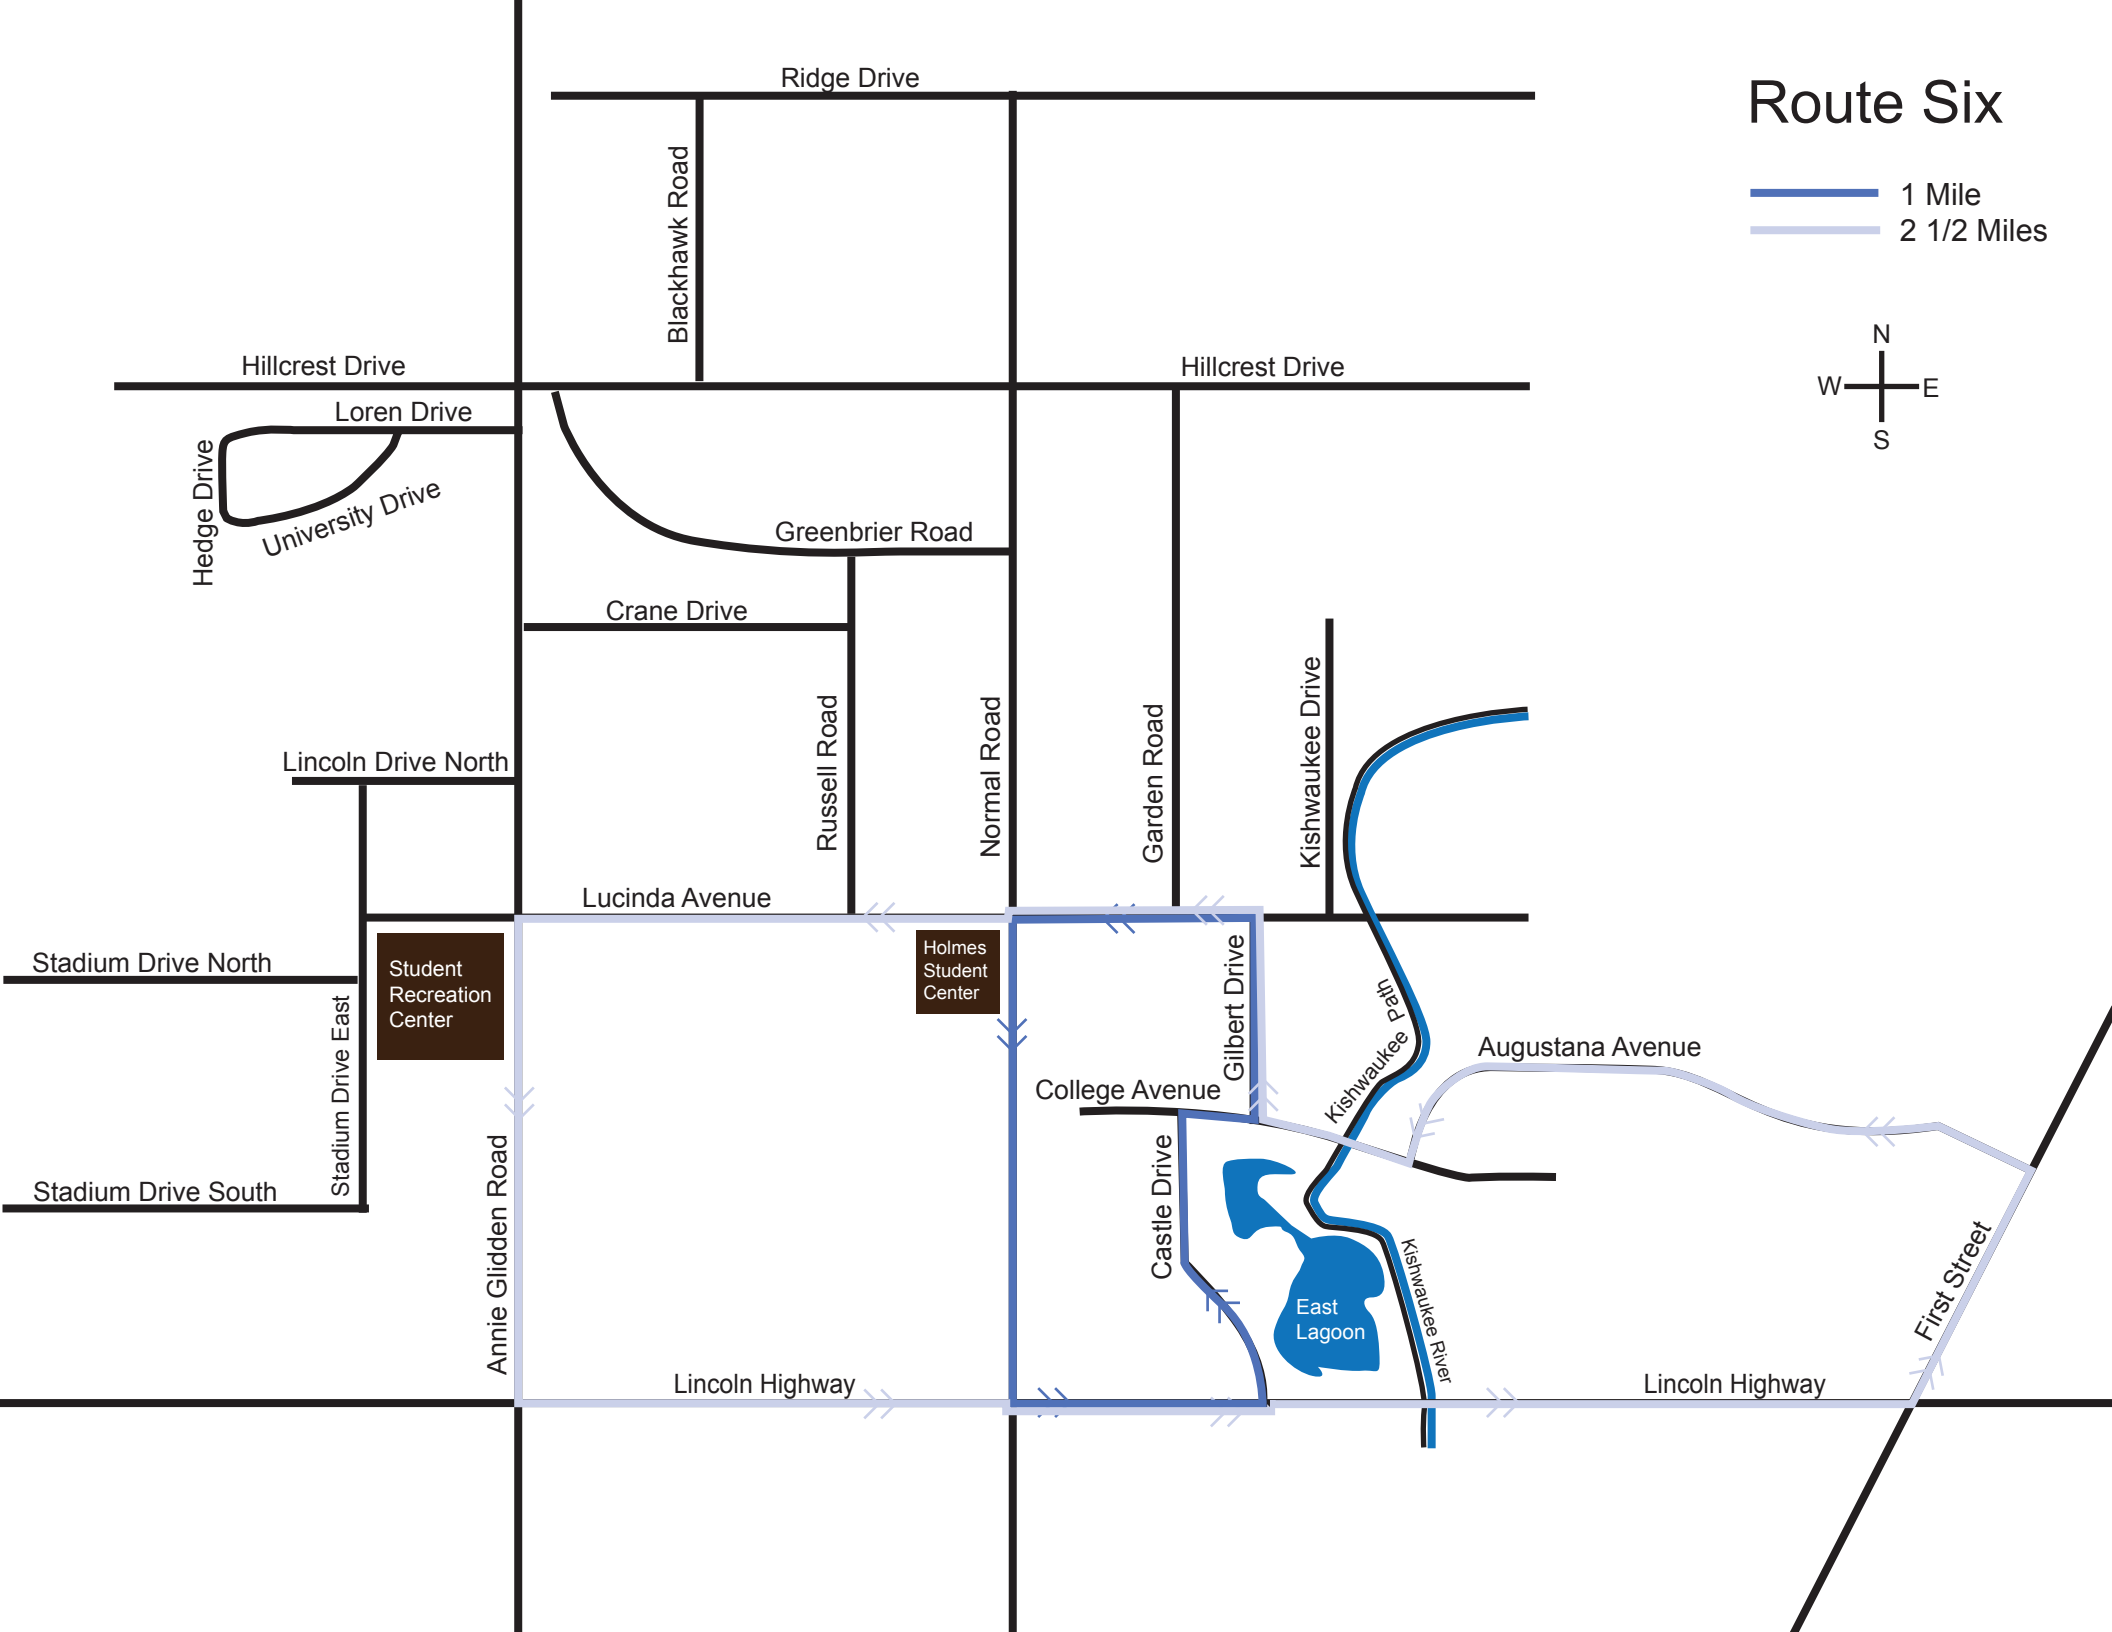 Ridge Drive
Route Six
1 Mile
2 1/2 Miles
Blackhawk Road
N
W
E
S
Hillcrest Drive
Hillcrest Drive
Loren Drive
Hedge Drive
University Drive
Greenbrier Road
Crane Drive
Russell Road
Normal Road
Garden Road
Kishwaukee Drive
Lincoln Drive North
Lucinda Avenue
Stadium Drive North
Student
Recreation
Center
Holmes
Student
Center
Gilbert Drive
Kishwaukee Path
Augustana Avenue
Stadium Drive East
College Avenue
Stadium Drive South
Annie Glidden Road
Castle Drive
East
Lagoon
Kishwaukee River
First Street
Lincoln Highway
Lincoln Highway